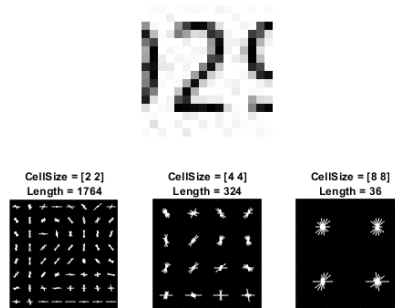 2
CellSize = [2 2] CellSize = [4 4] CellSize = [8 8]
Length = 1764 Length = 324 Length = 36